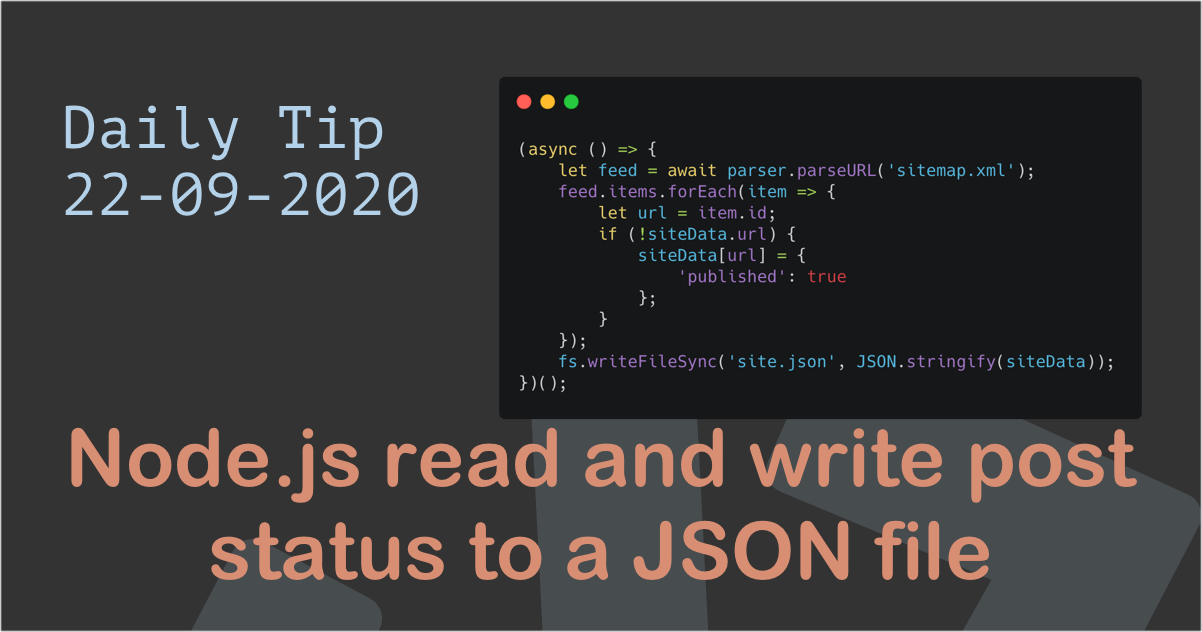 Daily Tip
22-09-2020
(async () => {
    let feed = await parser.parseURL('sitemap.xml');
    feed.items.forEach(item => {
        let url = item.id;
        if (!siteData.url) {
            siteData[url] = {
                'published': true
            };
        }
    });
    fs.writeFileSync('site.json', JSON.stringify(siteData));
})();
Node.js read and write post
status to a JSON file